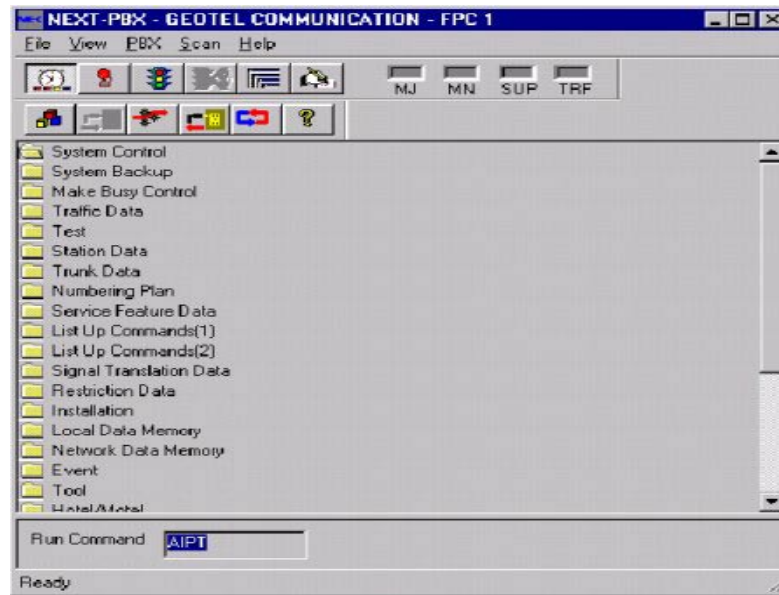 NEC NEXT-PBX - GEOTEL COMMUNICATION - FPC 1
File View PBX Scan Help
MJ MN SUP TRF
?
System Control
System Backup
Make Busy Control
Traffic Data
Test
Station Data
Trunk Data
Numbering Plan
Service Feature Data
List Up Commands(1)
List Up Commands(2)
Signal Translation Data
Restriction Data
Installation
Local Data Memory
Network Data Memory
Event
Tool
Hotel/Motel
Run Command AIPT
Ready